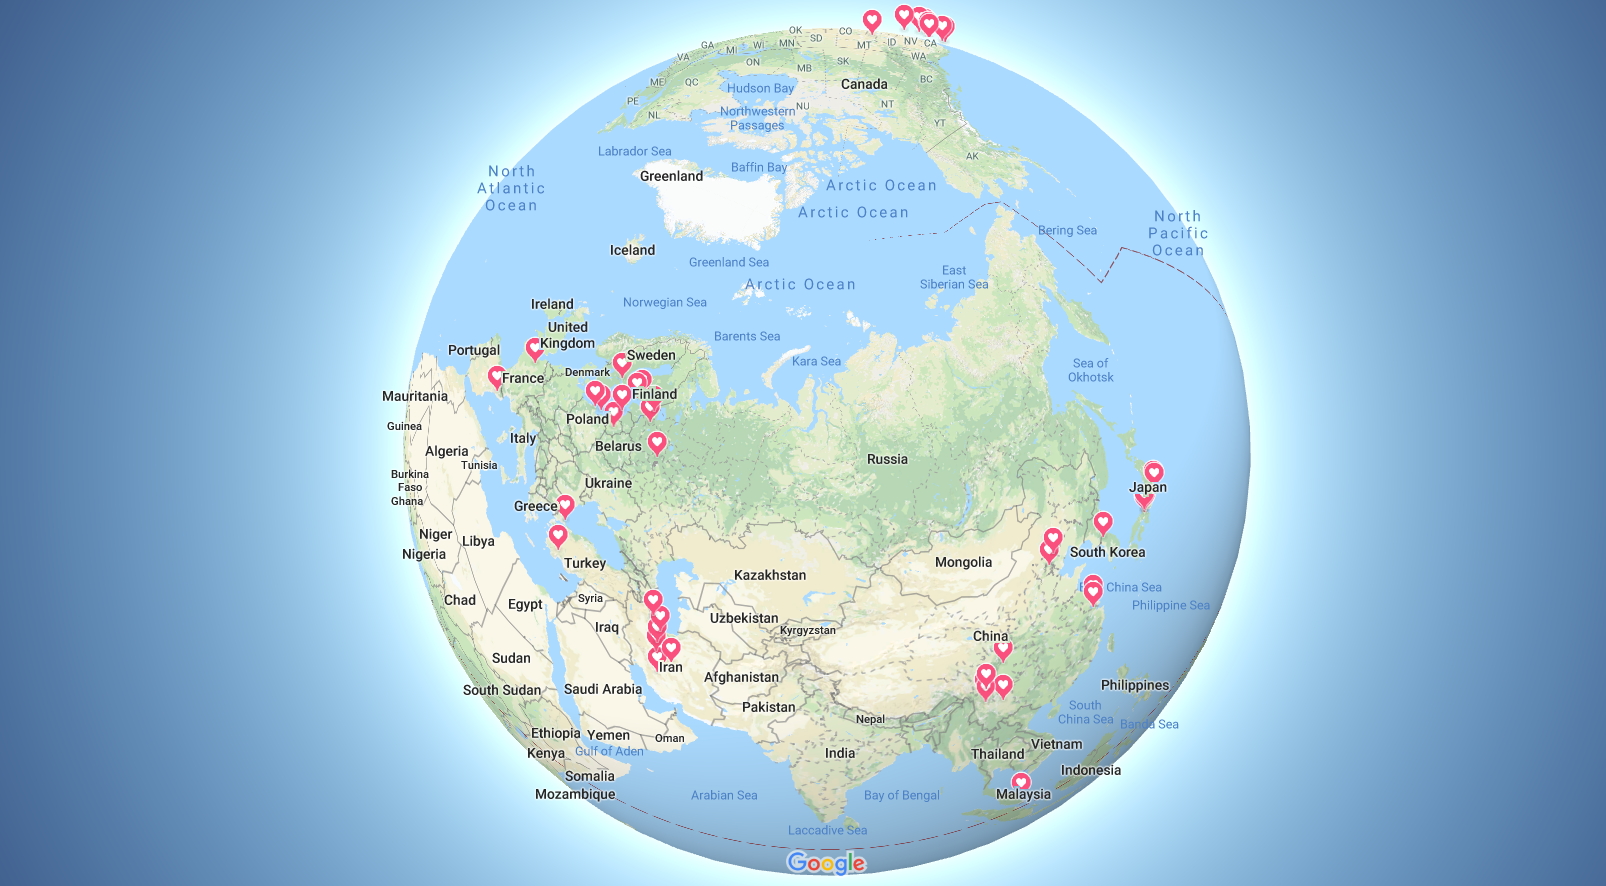 OK
CO
GA
SD
WI
MN
MI
MT
ID
NV
CA
VA
ON
WA
MB
SK
ME
QC
BC
Canada
Hudson Bay
PE
NU
NT
NL
Northwestern
Passages
YT
Labrador Sea
AK
Baffin Bay
Greenland
North
Atlantic
Ocean
Arctic Ocean
Arctic Ocean
North
Pacific
Ocean
Bering Sea
Iceland
Greenland Sea
East
Siberian Sea
Arctic Ocean
Ireland
Norwegian Sea
United
Kingdom
Barents Sea
Portugal
Sweden
Kara Sea
Sea of
Okhotsk
Denmark
France
Mauritania
Finland
Poland
Guinea
Italy
Belarus
Algeria
Tunisia
Russia
Burkina
Faso
Ghana
Ukraine
Japan
Greece
Niger
Libya
Nigeria
South Korea
Turkey
Mongolia
Kazakhstan
China Sea
Chad
Egypt
Syria
Philippine Sea
Iraq
Uzbekistan
Kyrgyzstan
China
Sudan
Iran
Afghanistan
South Sudan
Saudi Arabia
Philippines
Pakistan
South
China Sea
Nepal
Banda Sea
Ethiopia
Yemen
Oman
Kenya
Gulf of Aden
India
Thailand
Vietnam
Somalia
Indonesia
Mozambique
Arabian Sea
Bay of Bengal
Malaysia
Laccadive Sea
Google